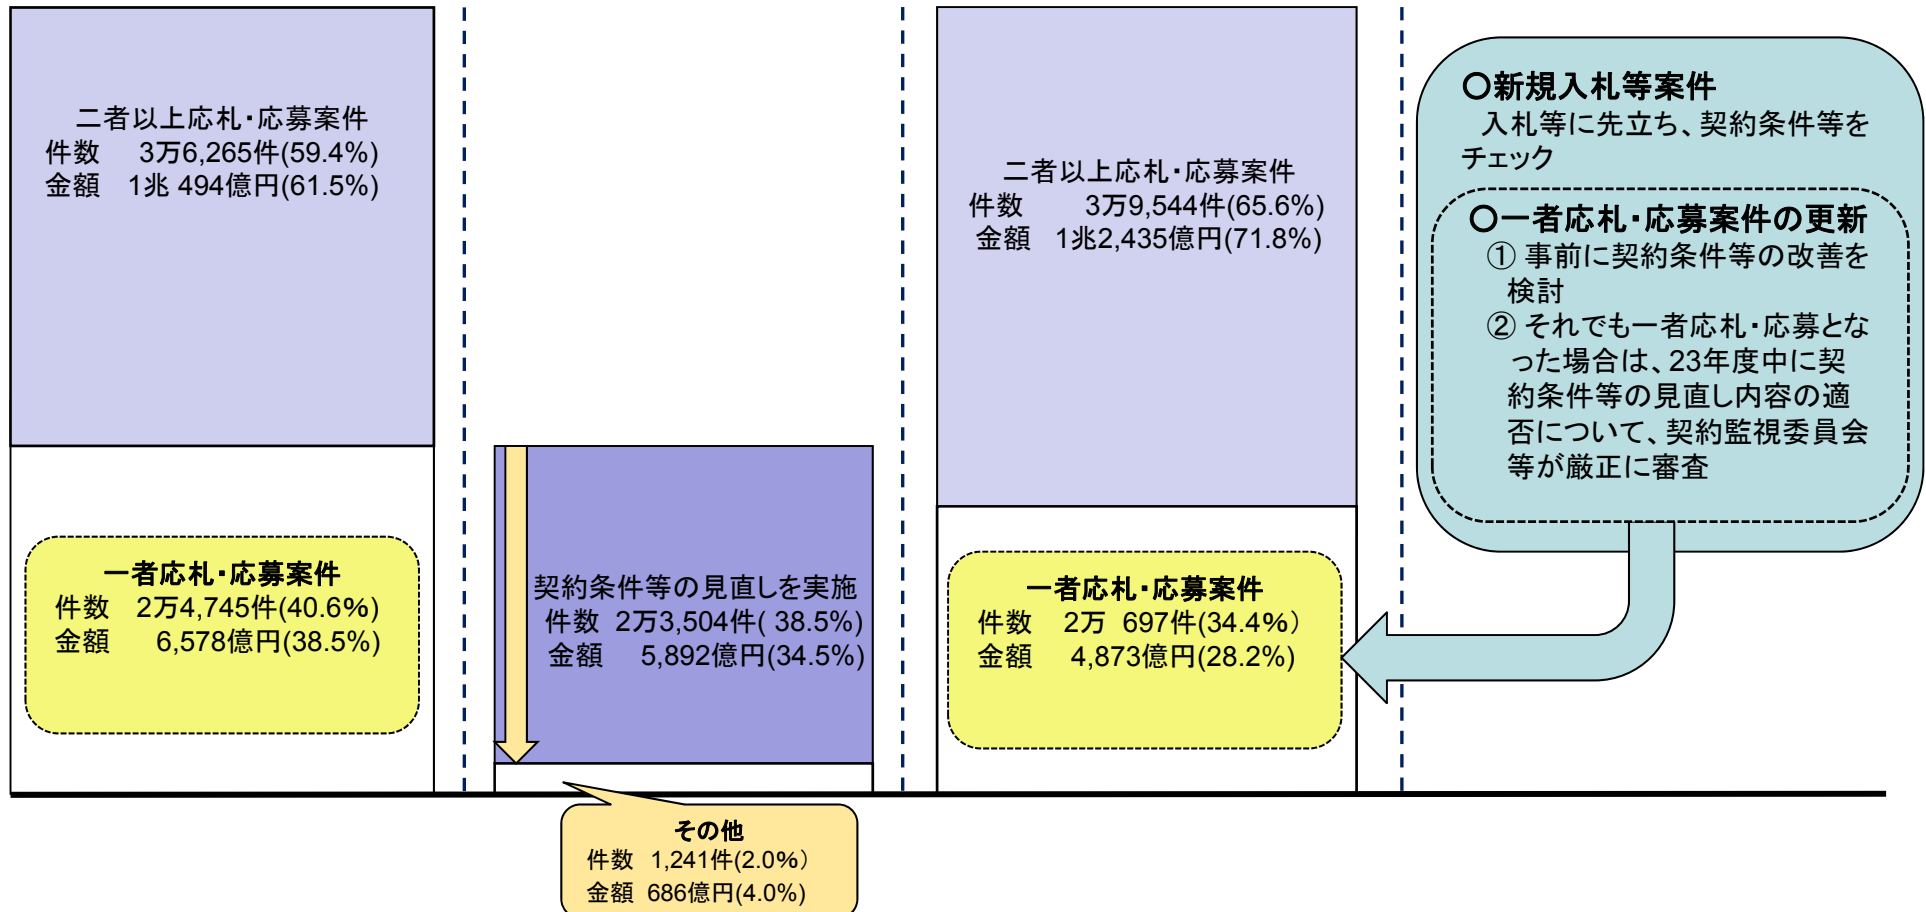 二者以上応札・応募案件
件数 3万6,265件(59.4%)
金額 1兆 494億円(61.5%)
一者応札・応募案件
件数 2万4,745件(40.6%)
金額 6,578億円(38.5%)
契約条件等の見直しを実施
件数 2万3,504件( 38.5%)
金額 5,892億円(34.5%)
その他
件数 1,241件(2.0%)
金額 686億円(4.0%)
二者以上応札・応募案件
件数 3万9,544件(65.6%)
金額 1兆2,435億円(71.8%)
一者応札・応募案件
件数 2万 697件(34.4%)
金額 4,873億円(28.2%)
○新規入札等案件
入札等に先立ち、契約条件等を
チェック
○一者応札・応募案件の更新
① 事前に契約条件等の改善を
検討
② それでも一者応札・応募とな
った場合は、23年度中に契
約条件等の見直し内容の適
否について、契約監視委員会
等が厳正に審査